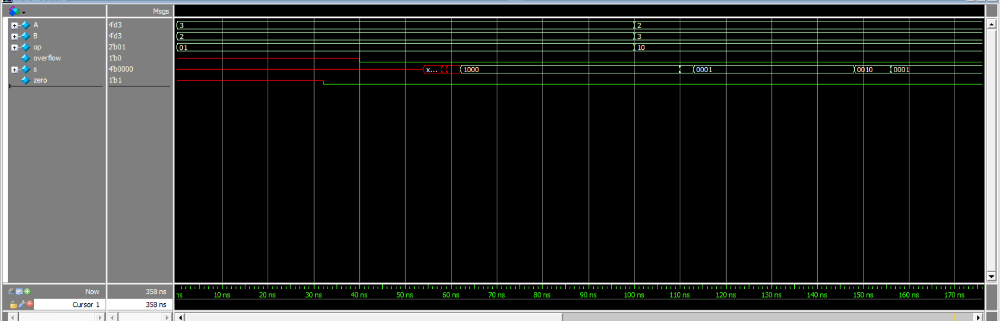 Msgs
A 4'd3 3 2
B 4'd3 2 3
op 2'b01 01 10
overflow 1'b0
s 4'b0000 x... 1000 0001 0010 0001
zero 1'b1
Now 358 ns
ns 10 ns 20 ns 30 ns 40 ns 50 ns 60 ns 70 ns 80 ns 90 ns 100 ns 110 ns 120 ns 130 ns 140 ns 150 ns 160 ns 170 ns
Cursor 1 358 ns